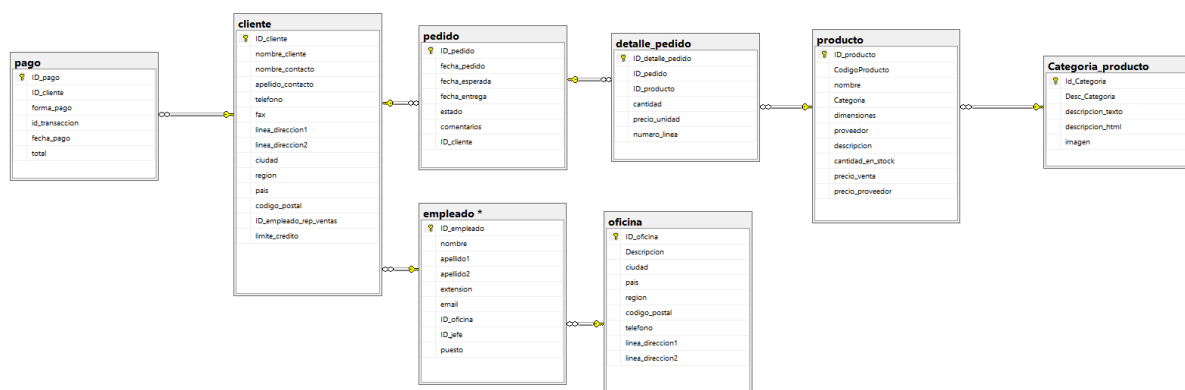 pago
ID_pago
ID_cliente
forma_pago
id_transaccion
fecha_pago
total
cliente
ID_cliente
nombre_cliente
nombre_contacto
apellido_contacto
telefono
fax
linea_direccion1
linea_direccion2
ciudad
region
pais
codigo_postal
ID_empleado_rep_ventas
limite_credito
pedido
ID_pedido
fecha_pedido
fecha_esperada
fecha_entrega
estado
comentarios
ID_cliente
detalle_pedido
ID_detalle_pedido
ID_pedido
ID_producto
cantidad
precio_unidad
numero_linea
producto
ID_producto
CodigoProducto
nombre
Categoria
dimensiones
proveedor
descripcion
cantidad_en_stock
precio_venta
precio_proveedor
Categoria_producto
Id_Categoria
Desc_Categoria
descripcion_texto
descripcion_html
imagen
empleado *
ID_empleado
nombre
apellido1
apellido2
extension
email
ID_oficina
ID_jefe
puesto
oficina
ID_oficina
Descripcion
ciudad
pais
region
codigo_postal
telefono
linea_direccion1
linea_direccion2